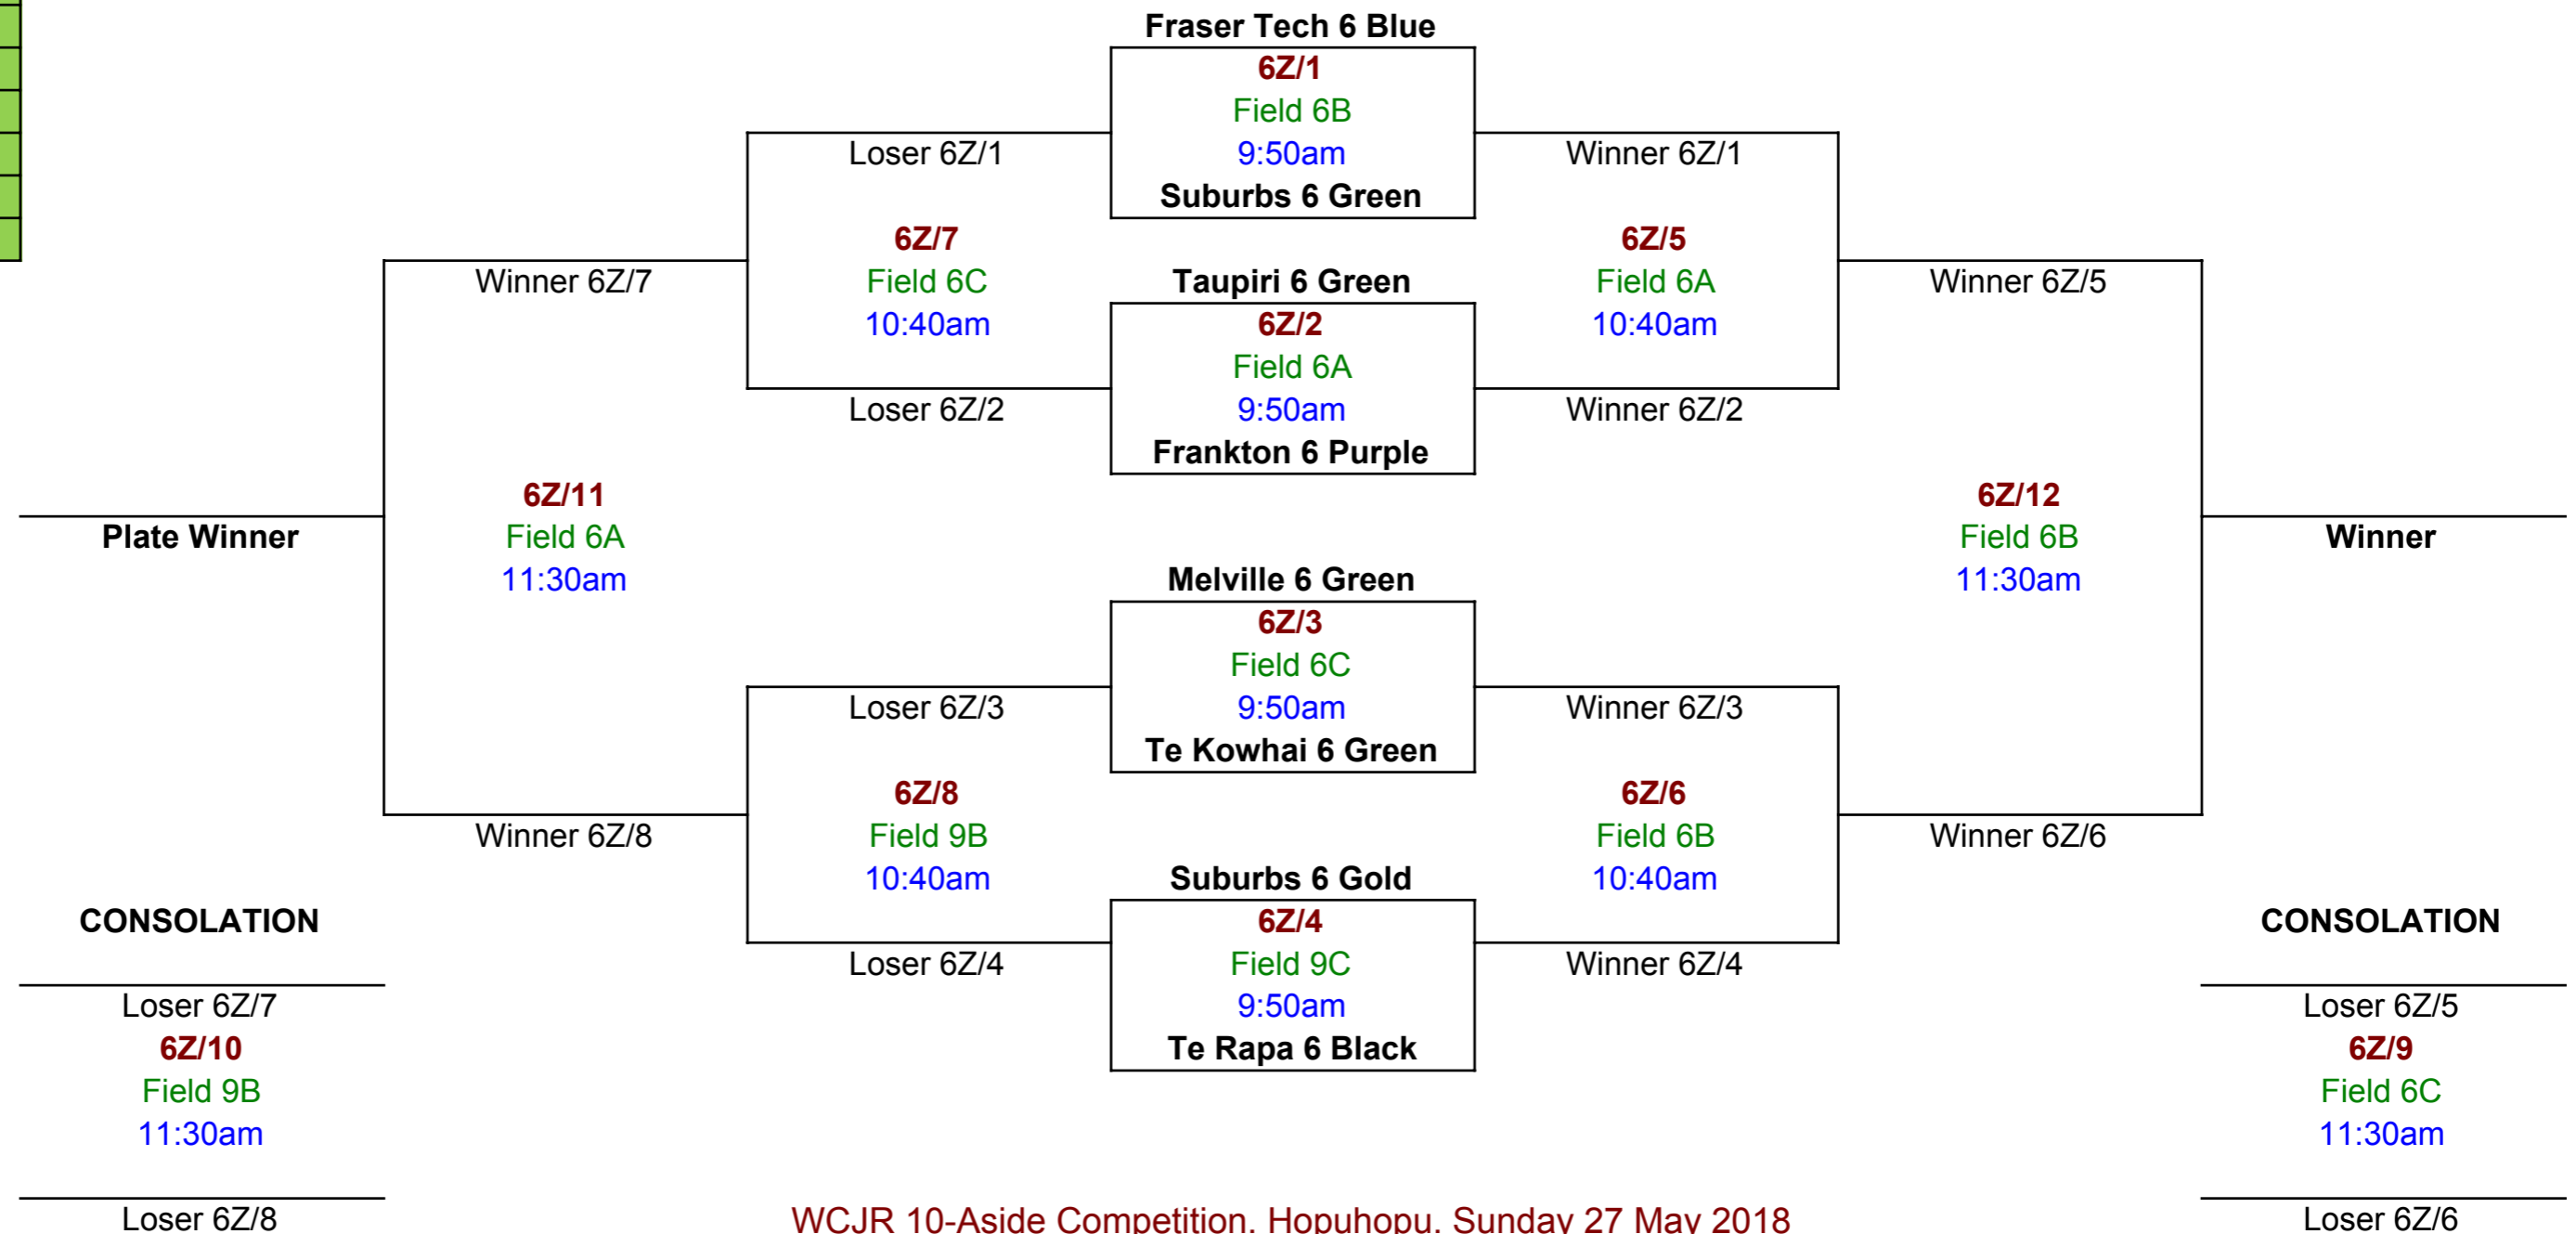 Fraser Tech 6 Blue
6Z/1
Field 6B
Loser 6Z/1
9:50am
Winner 6Z/1
Suburbs 6 Green
6Z/7
6Z/5
Winner 6Z/7
Field 6C
Taupiri 6 Green
Field 6A
Winner 6Z/5
10:40am
6Z/2
10:40am
Field 6A
Loser 6Z/2
9:50am
Winner 6Z/2
Frankton 6 Purple
6Z/11
6Z/12
Plate Winner
Field 6A
Field 6B
Winner
11:30am
Melville 6 Green
11:30am
6Z/3
Field 6C
Loser 6Z/3
9:50am
Winner 6Z/3
Te Kowhai 6 Green
6Z/8
6Z/6
Winner 6Z/8
Field 9B
Field 6B
Winner 6Z/6
10:40am
Suburbs 6 Gold
10:40am
CONSOLATION
6Z/4
CONSOLATION
Loser 6Z/4
Field 9C
Winner 6Z/4
Loser 6Z/7
9:50am
Loser 6Z/5
6Z/10
Te Rapa 6 Black
6Z/9
Field 9B
Field 6C
11:30am
11:30am
Loser 6Z/8
WCJR 10-Aside Competition. Hopuhopu. Sunday 27 May 2018
Loser 6Z/6